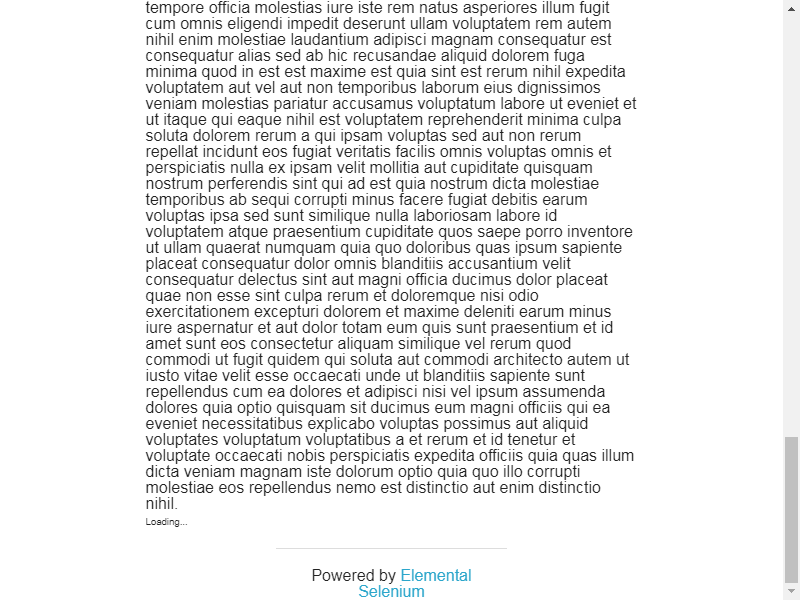 tempore officia molestias iure iste rem natus asperiores illum fugit
cum omnis eligendi impedit deserunt ullam voluptatem rem autem
nihil enim molestiae laudantium adipisci magnam consequatur est
consequatur alias sed ab hic recusandae aliquid dolorem fuga
minima quod in est est maxime est quia sint est rerum nihil expedita
voluptatem aut vel aut non temporibus laborum eius dignissimos
veniam molestias pariatur accusamus voluptatum labore ut eveniet et
ut itaque qui eaque nihil est voluptatem reprehenderit minima culpa
soluta dolorem rerum a qui ipsam voluptas sed aut non rerum
repellat incidunt eos fugiat veritatis facilis omnis voluptas omnis et
perspiciatis nulla ex ipsam velit mollitia aut cupiditate quisquam
nostrum perferendis sint qui ad est quia nostrum dicta molestiae
temporibus ab sequi corrupti minus facere fugiat debitis earum
voluptas ipsa sed sunt similique nulla laboriosam labore id
voluptatem atque praesentium cupiditate quos saepe porro inventore
ut ullam quaerat numquam quia quo doloribus quas ipsum sapiente
placeat consequatur dolor omnis blanditiis accusantium velit
consequatur delectus sint aut magni officia ducimus dolor placeat
quae non esse sint culpa rerum et doloremque nisi odio
exercitationem excepturi dolorem et maxime deleniti earum minus
iure aspernatur et aut dolor totam eum quis sunt praesentium et id
amet sunt eos consectetur aliquam similique vel rerum quod
commodi ut fugit quidem qui soluta aut commodi architecto autem ut
iusto vitae velit esse occaecati unde ut blanditiis sapiente sunt
repellendus cum ea dolores et adipisci nisi vel ipsum assumenda
dolores quia optio quisquam sit ducimus eum magni officiis qui ea
eveniet necessitatibus explicabo voluptas possimus aut aliquid
voluptates voluptatum voluptatibus a et rerum et id tenetur et
voluptate occaecati nobis perspiciatis expedita officiis quia quas illum
dicta veniam magnam iste dolorum optio quia quo illo corrupti
molestiae eos repellendus nemo est distinctio aut enim distinctio
nihil.
Loading...
Powered by Elemental
Selenium